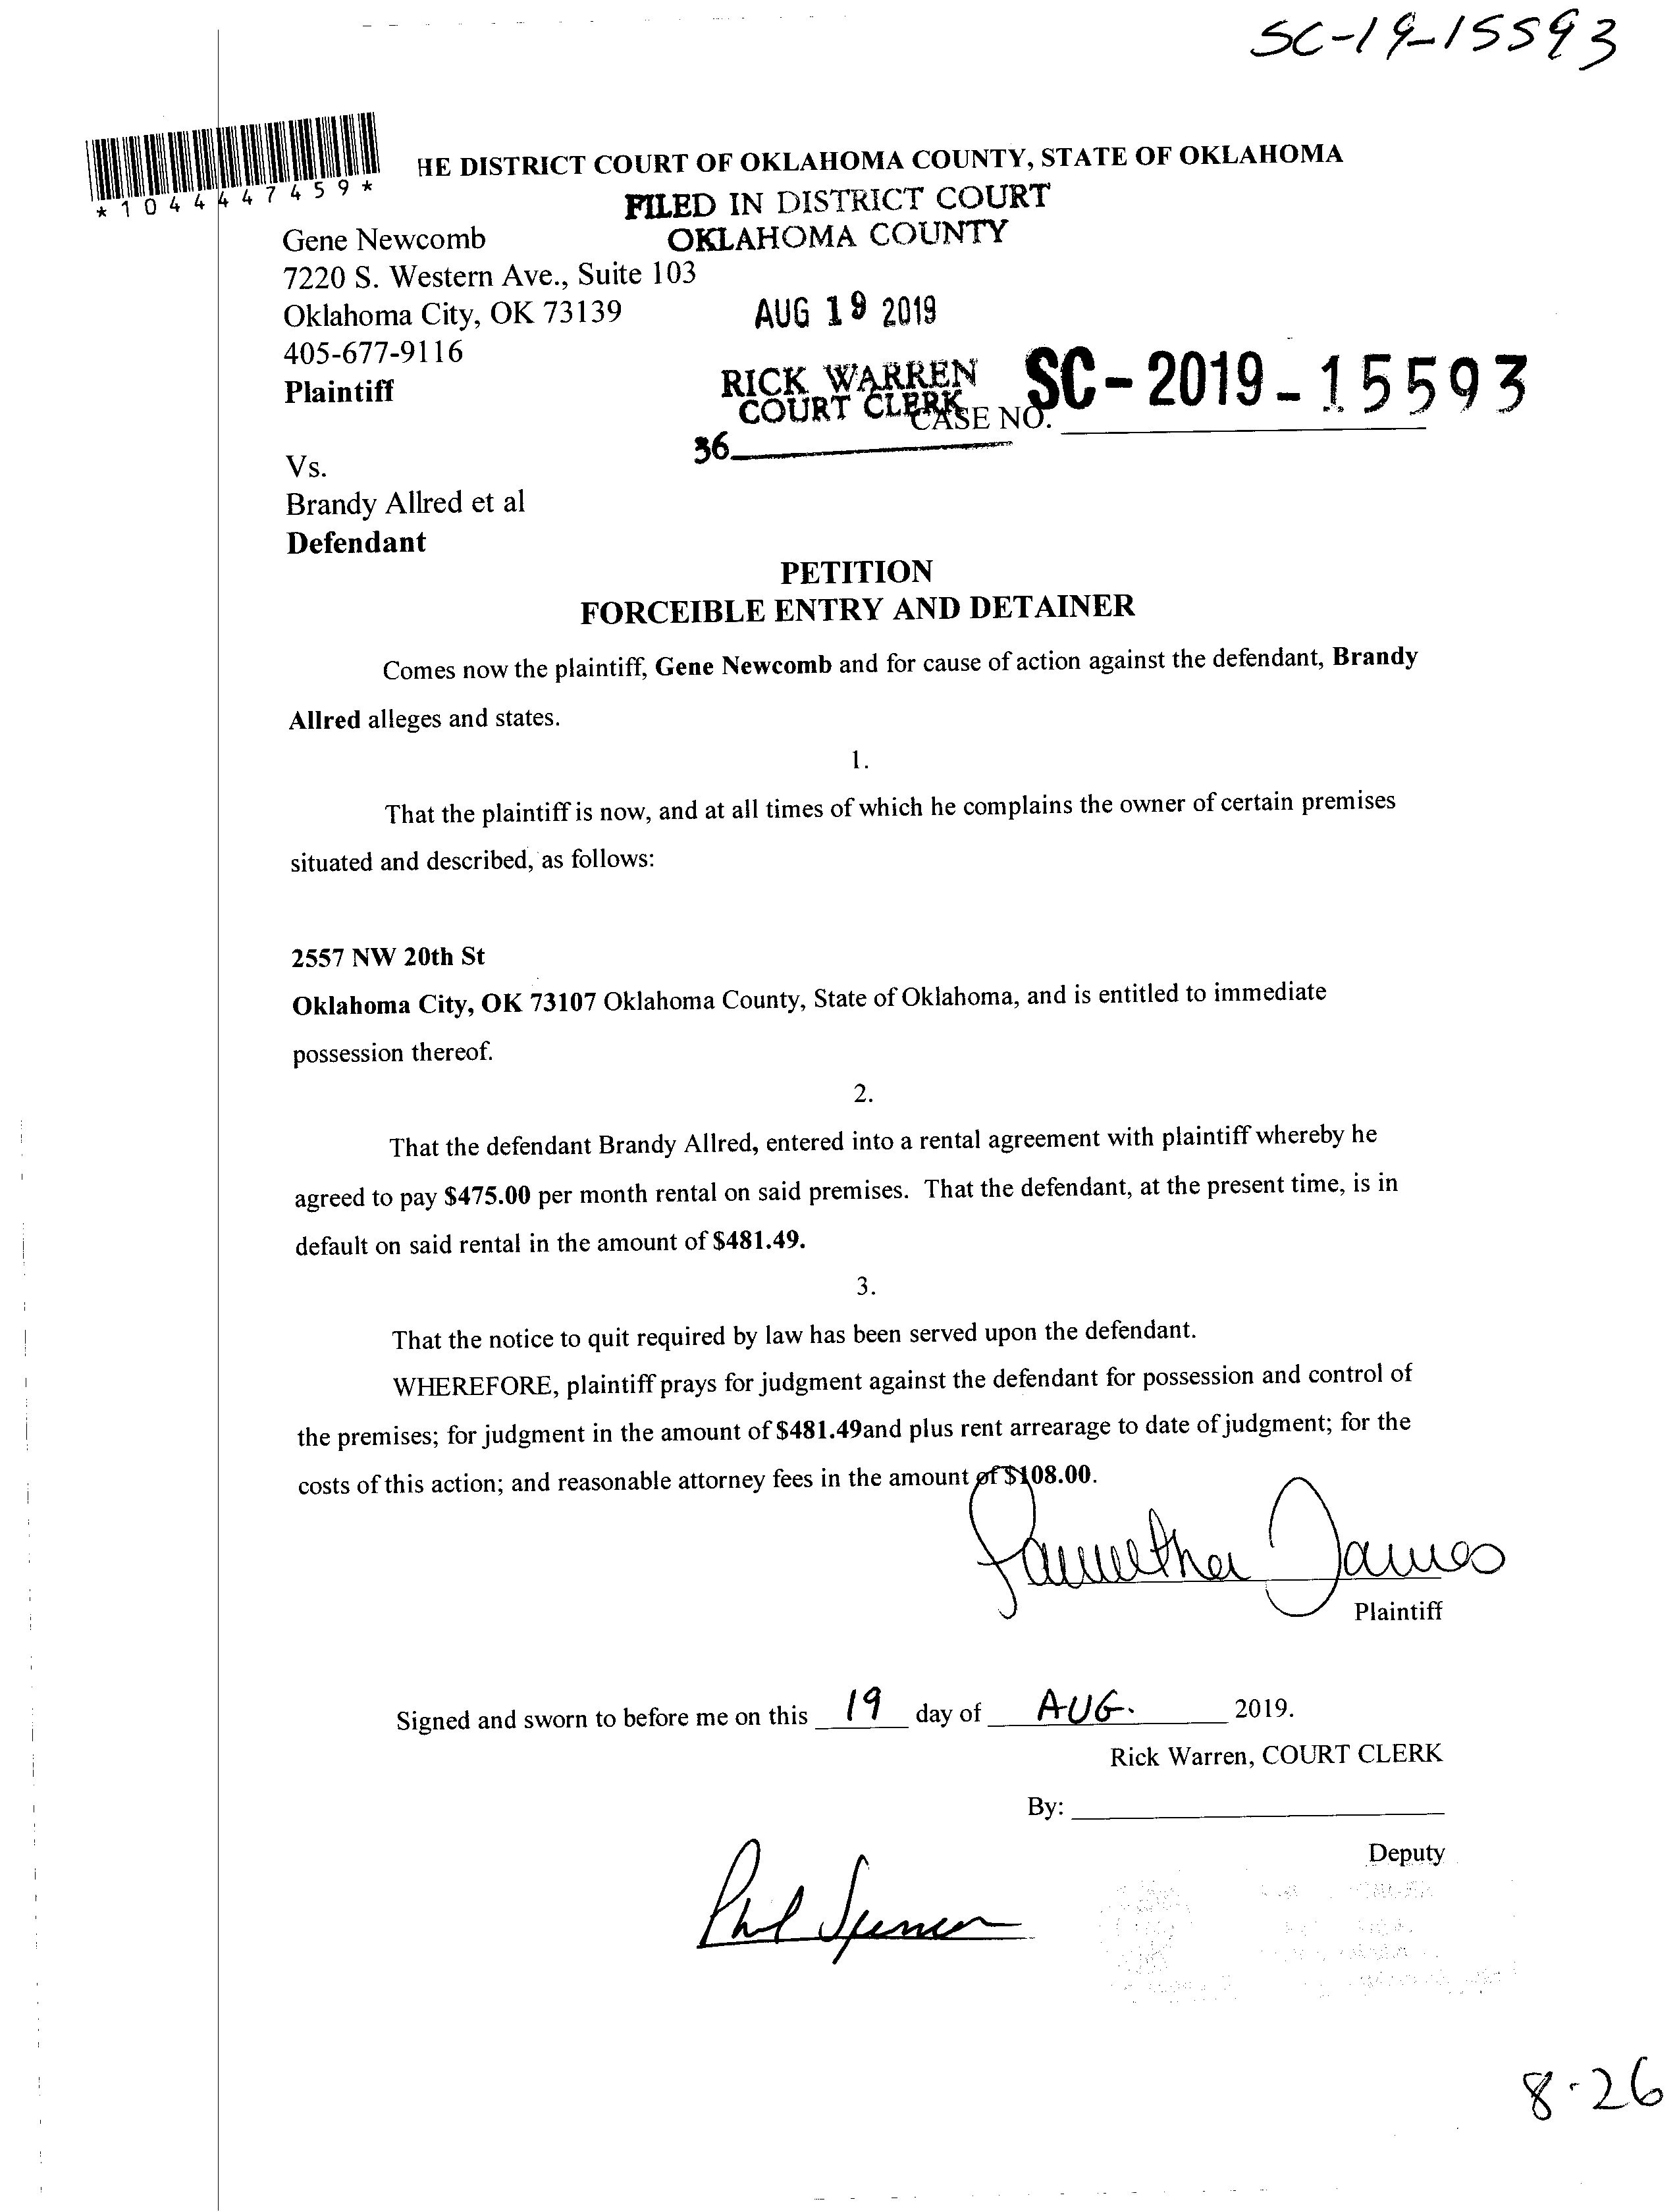 SC-19-15593
HE DISTRICT COURT OF OKLAHOMA COUNTY, STATE OF OKLAHOMA
*1044447459*
FILED IN DISTRICT COURT
OKLAHOMA COUNTY
Gene Newcomb
7220 S. Western Ave., Suite 103
Oklahoma City, OK 73139
AUG 19 2019
405-677-9116
Plaintiff
RICK WARREN
COURT CLERK
CASE NO. SC-2019-15593
36
Vs.
Brandy Allred et al
Defendant
PETITION
FORCEIBLE ENTRY AND DETAINER
Comes now the plaintiff, Gene Newcomb and for cause of action against the defendant, Brandy
Allred alleges and states.
1.
That the plaintiff is now, and at all times of which he complains the owner of certain premises
situated and described, as follows:
2557 NW 20th St
Oklahoma City, OK 73107 Oklahoma County, State of Oklahoma, and is entitled to immediate
possession thereof.
2.
That the defendant Brandy Allred, entered into a rental agreement with plaintiff whereby he
agreed to pay $475.00 per month rental on said premises. That the defendant, at the present time, is in
default on said rental in the amount of $481.49.
3.
That the notice to quit required by law has been served upon the defendant.
WHEREFORE, plaintiff prays for judgment against the defendant for possession and control of
the premises; for judgment in the amount of $481.49and plus rent arrearage to date of judgment; for the
costs of this action; and reasonable attorney fees in the amount of $108.00.
Samantha James
Plaintiff
Signed and sworn to before me on this 19 day of AUG. 2019.
Rick Warren, COURT CLERK
By:
Deputy
Phil Spencer
8-26